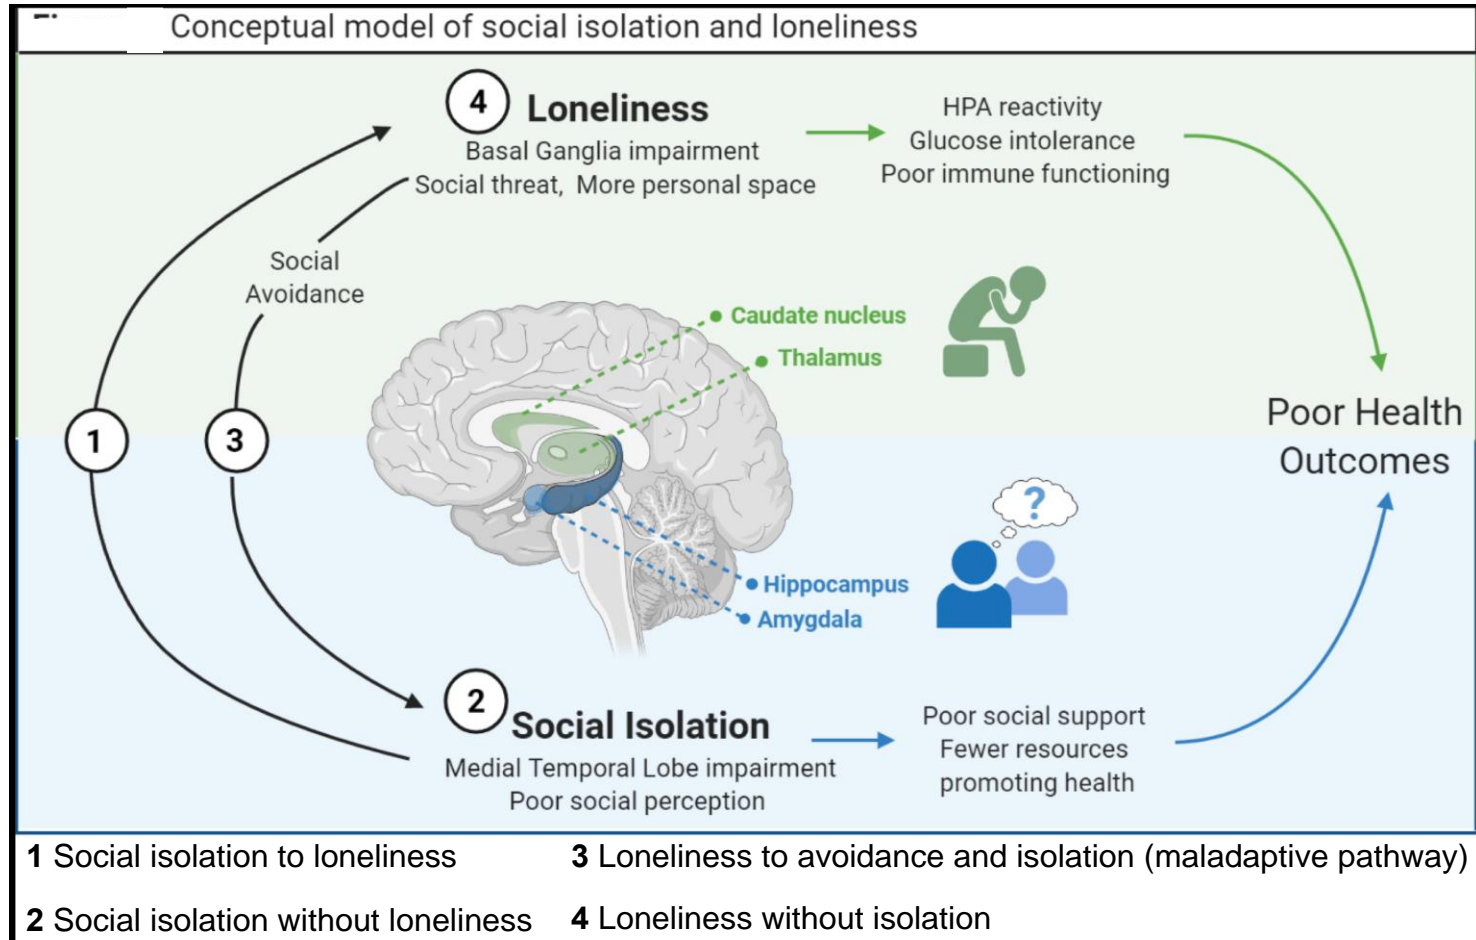 Conceptual model of social isolation and loneliness
4 Loneliness
Basal Ganglia impairment
Social threat, More personal space
HPA reactivity
Glucose intolerance
Poor immune functioning
Social
Avoidance
Caudate nucleus
Thalamus
1
3
Poor Health
Outcomes
?
Hippocampus
Amygdala
2 Social Isolation
Medial Temporal Lobe impairment
Poor social perception
Poor social support
Fewer resources
promoting health
1 Social isolation to loneliness
3 Loneliness to avoidance and isolation (maladaptive pathway)
2 Social isolation without loneliness
4 Loneliness without isolation